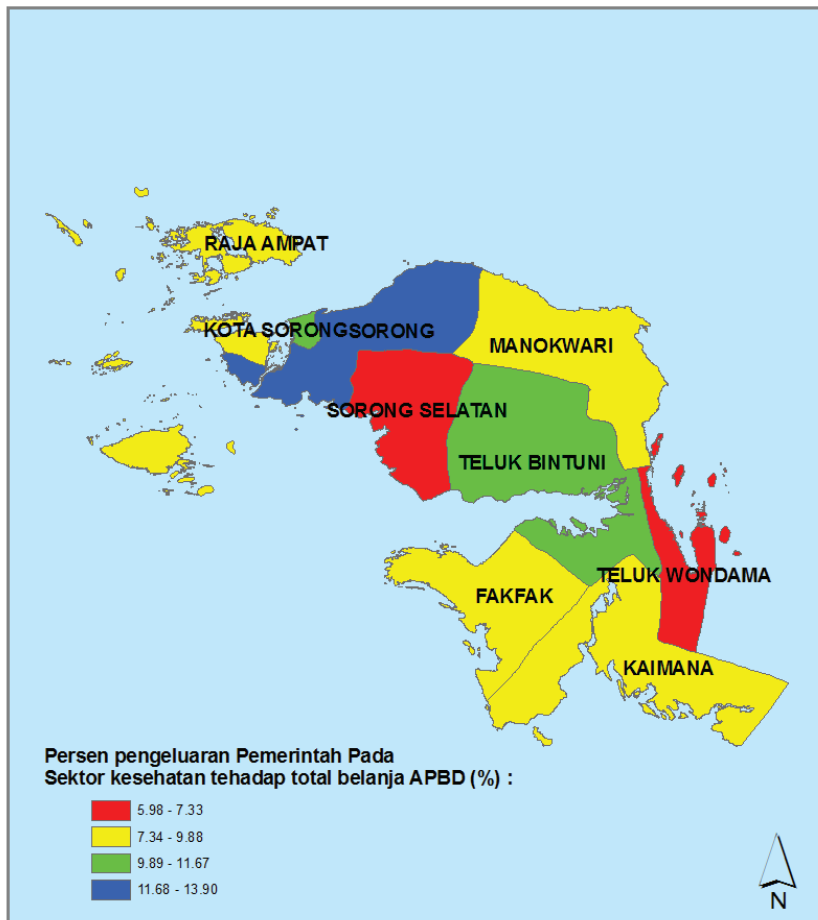 RAJA AMPAT
KOTA SORONG
SORONG
MANOKWARI
SORONG SELATAN
TELUK BINTUNI
TELUK WONDAMA
FAKFAK
KAIMANA
Persen pengeluaran Pemerintah Pada
Sektor kesehatan tehadap total belanja APBD (%) :
5.98 - 7.33
7.34 - 9.88
9.89 - 11.67
11.68 - 13.90
N